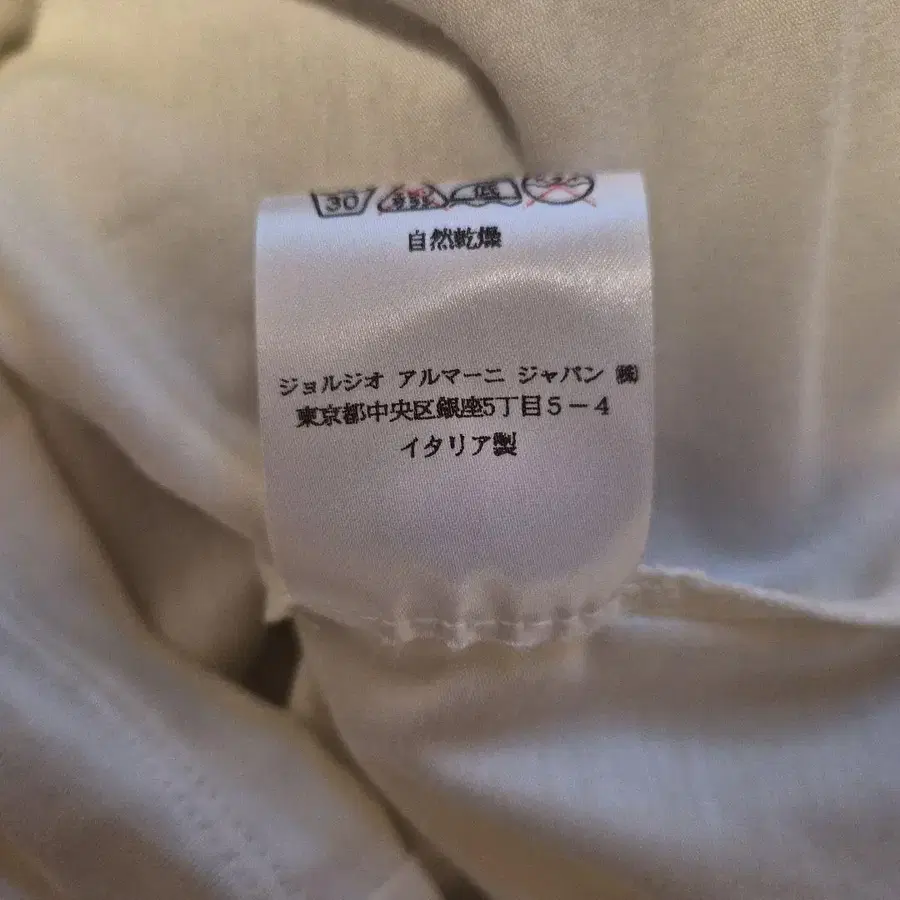 30 低
自然乾燥
ジョルジオ アルマーニ ジャパン ㈱
東京都中央区銀座5丁目5-4
イタリア製